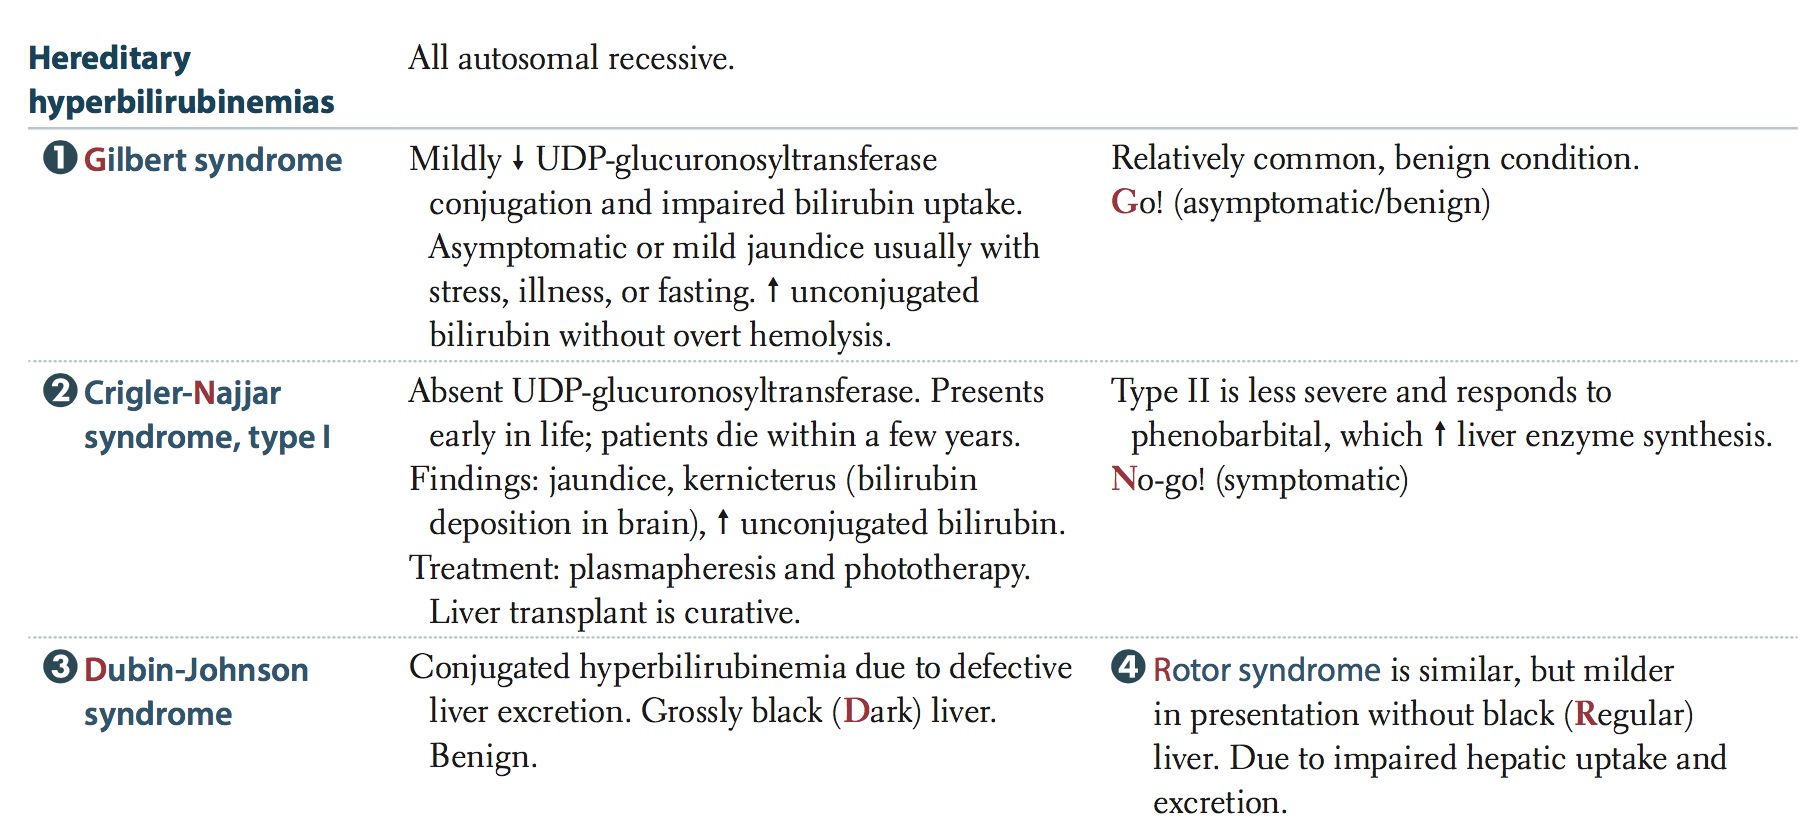 Hereditary
hyperbilirubinemias
All autosomal recessive.
1 Gilbert syndrome
Mildly ↓ UDP-glucuronosyltransferase
conjugation and impaired bilirubin uptake.
Asymptomatic or mild jaundice usually with
stress, illness, or fasting. ↑ unconjugated
bilirubin without overt hemolysis.
Relatively common, benign condition.
Go! (asymptomatic/benign)
2 Crigler-Najjar
syndrome, type I
Absent UDP-glucuronosyltransferase. Presents
early in life; patients die within a few years.
Findings: jaundice, kernicterus (bilirubin
deposition in brain), ↑ unconjugated bilirubin.
Treatment: plasmapheresis and phototherapy.
Liver transplant is curative.
Type II is less severe and responds to
phenobarbital, which ↑ liver enzyme synthesis.
No-go! (symptomatic)
3 Dubin-Johnson
syndrome
Conjugated hyperbilirubinemia due to defective
liver excretion. Grossly black (Dark) liver.
Benign.
4 Rotor syndrome is similar, but milder
in presentation without black (Regular)
liver. Due to impaired hepatic uptake and
excretion.